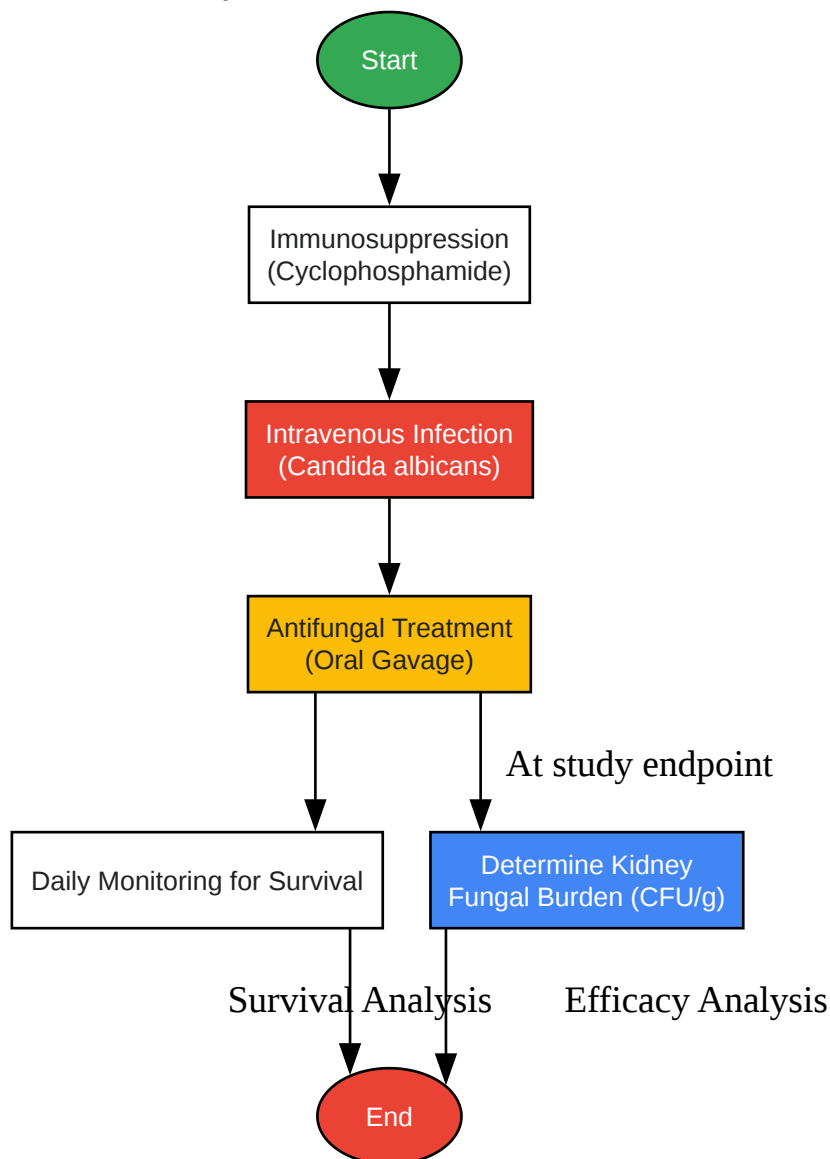 Start
Immunosuppression
(Cyclophosphamide)
Intravenous Infection
(Candida albicans)
Antifungal Treatment
(Oral Gavage)
At study endpoint
Daily Monitoring for Survival
Determine Kidney
Fungal Burden (CFU/g)
Survival Analysis
Efficacy Analysis
End